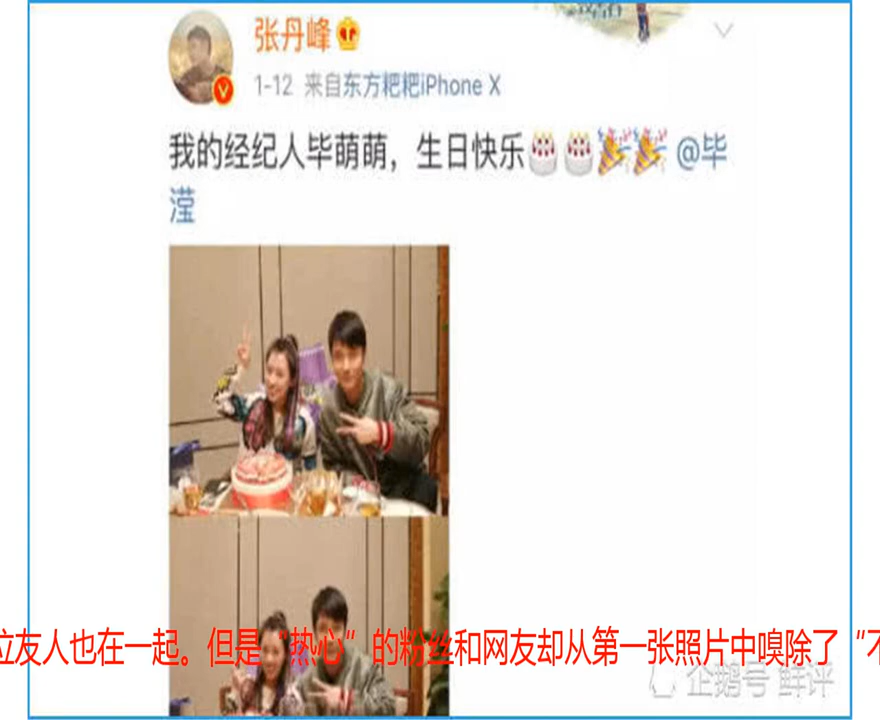 张丹峰
1-12 来自东方粑粑iPhone X
我的经纪人毕萌萌，生日快乐🎂🎂🎉🎉 @毕
滢
位友人也在一起。但是“热心”的粉丝和网友却从第一张照片中嗅除了“不
企鹅号 鲜评